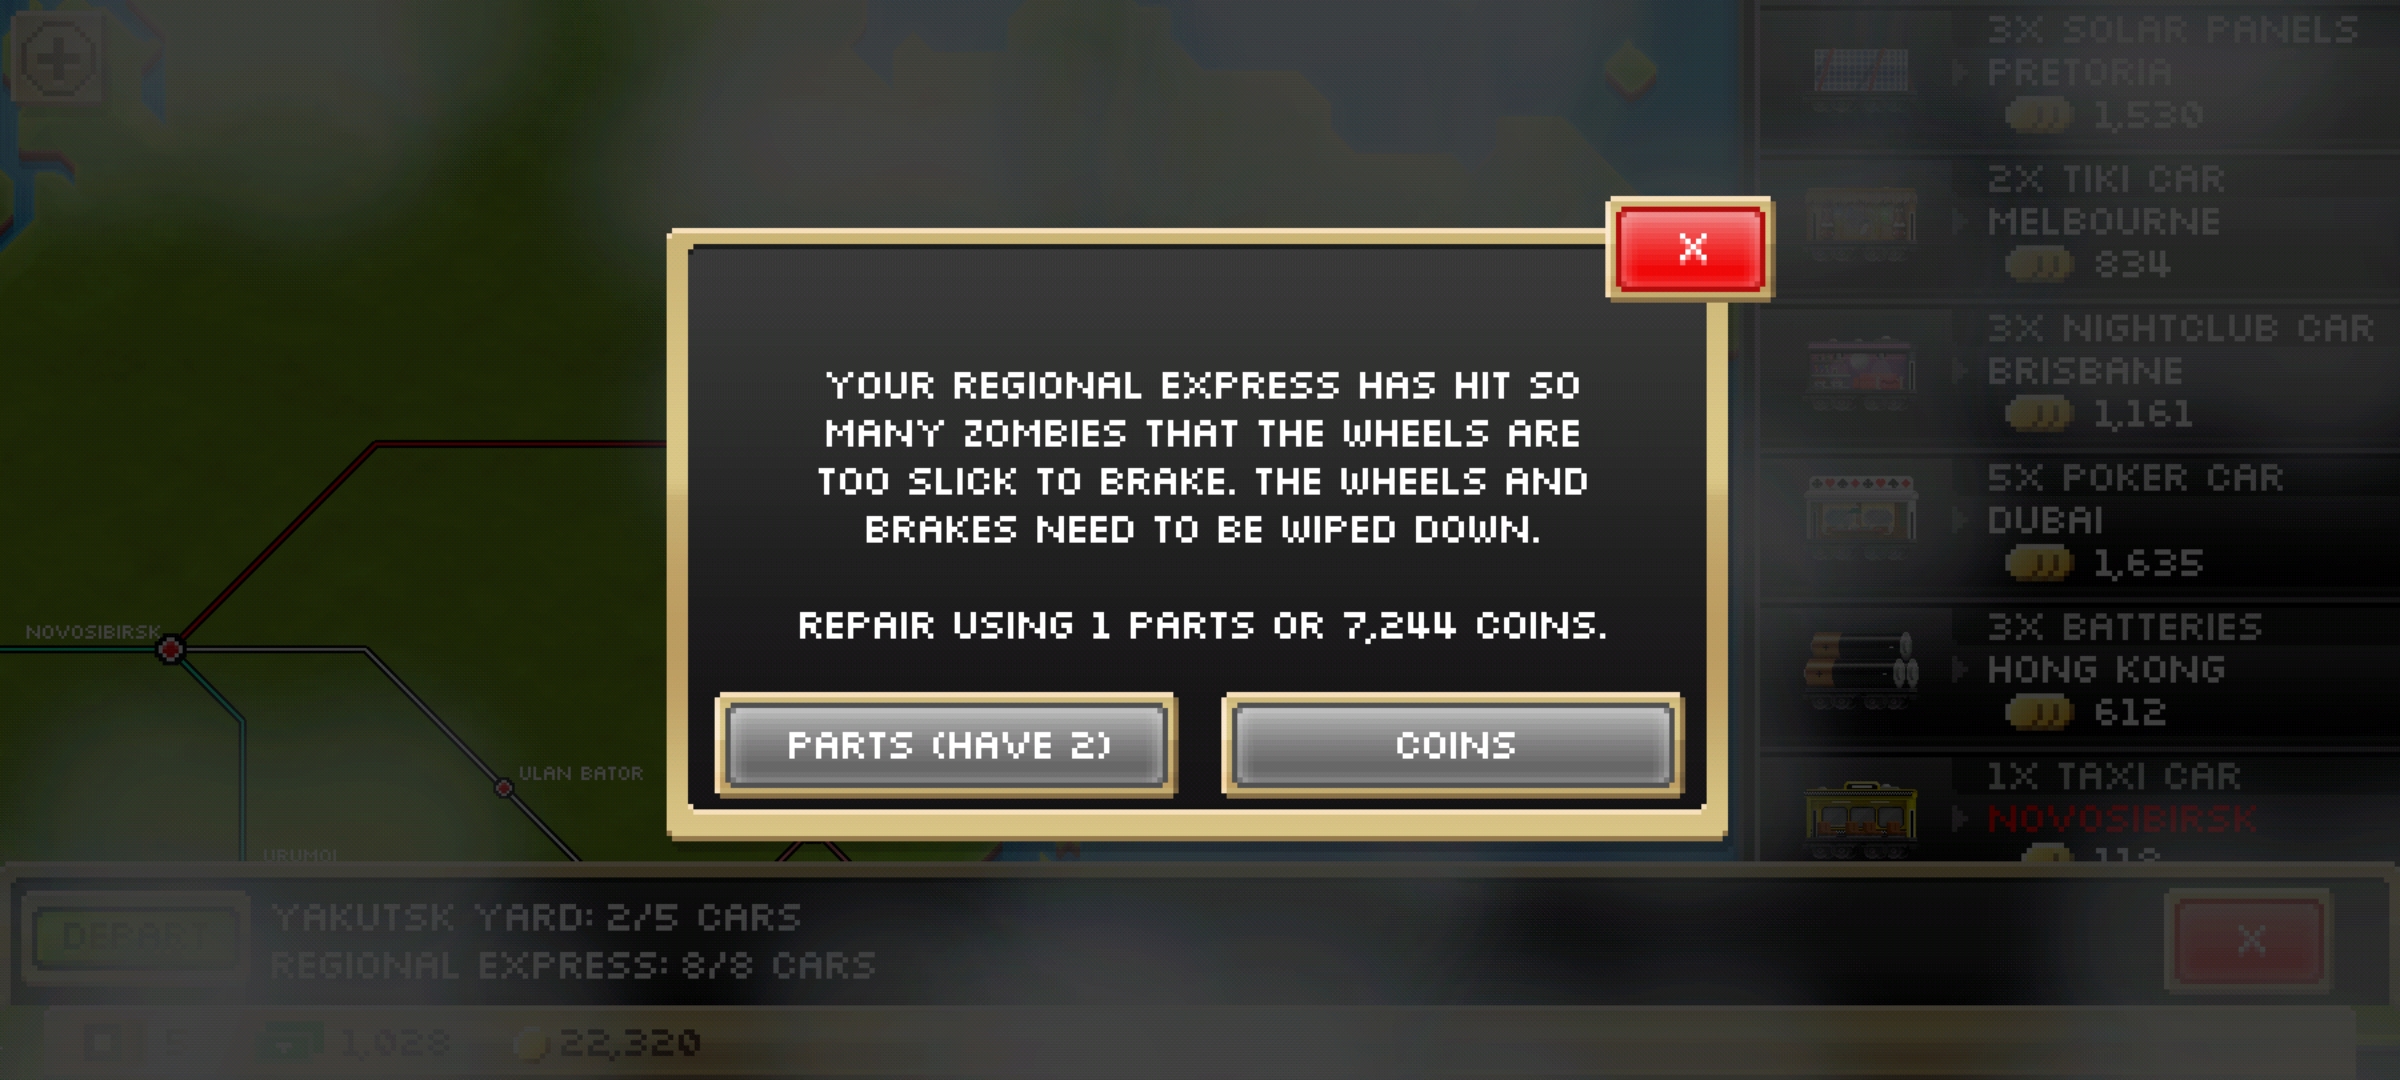 3X SOLAR PANELS
PRETORIA
1,530
2X TIKI CAR
MELBOURNE
834
3X NIGHTCLUB CAR
BRISBANE
1,161
5X POKER CAR
DUBAI
1,635
3X BATTERIES
HONG KONG
612
1X TAXI CAR
NOVOSIBIRSK
X
YOUR REGIONAL EXPRESS HAS HIT SO
MANY ZOMBIES THAT THE WHEELS ARE
TOO SLICK TO BRAKE. THE WHEELS AND
BRAKES NEED TO BE WIPED DOWN.
REPAIR USING 1 PARTS OR 7,244 COINS.
PARTS (HAVE 2)
COINS
NOVOSIBIRSK
ULAN BATOR
DEPART
YAKUTSK YARD: 2/5 CARS
REGIONAL EXPRESS: 8/8 CARS
X
5 1,028 22,320